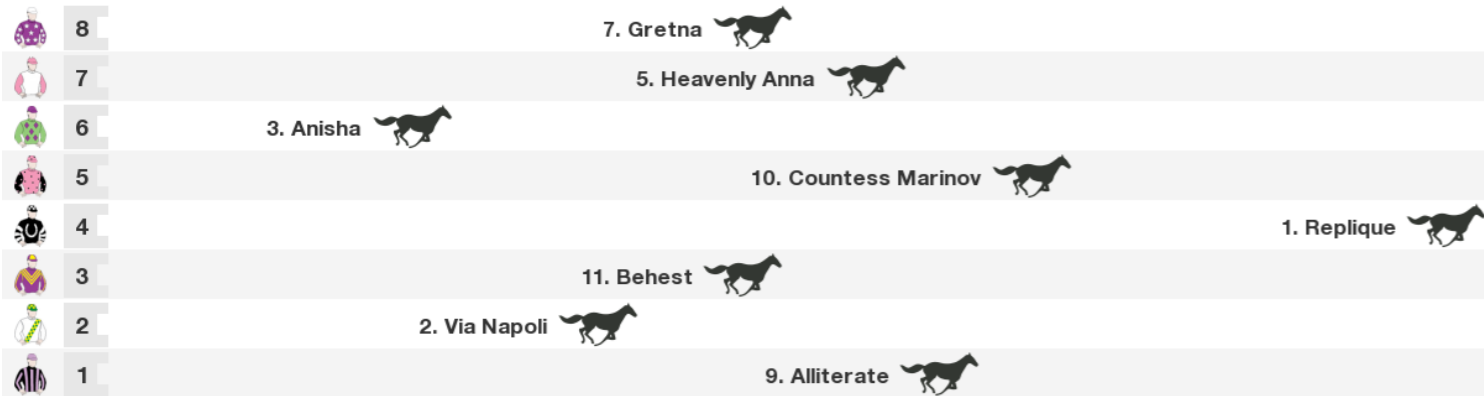 8 7. Gretna
7 5. Heavenly Anna
6 3. Anisha
5 10. Countess Marinov
4 1. Replique
3 11. Behest
2 2. Via Napoli
1 9. Alliterate